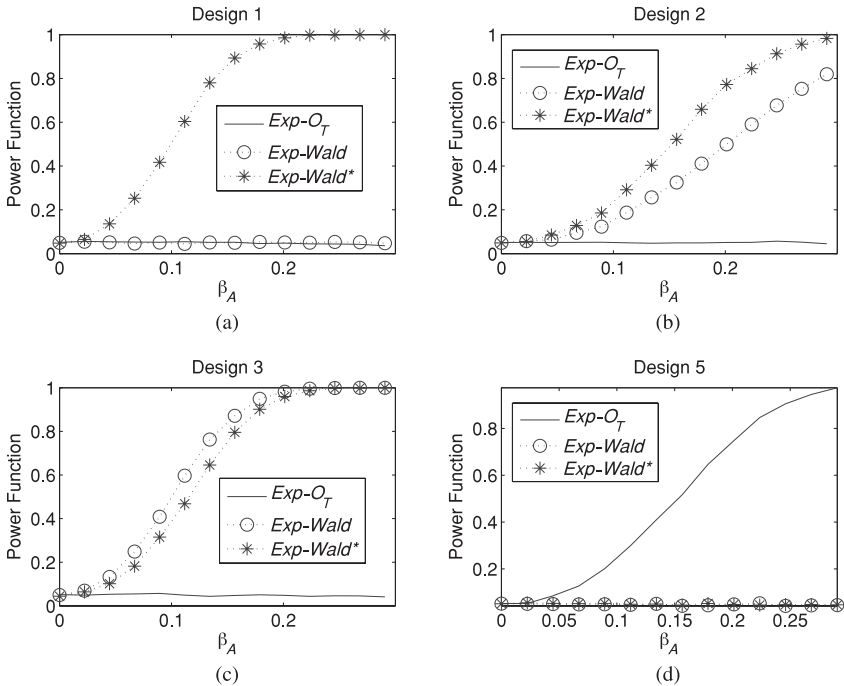 Design 1
Power Function
1
0.8
0.6
0.4
0.2
0
Exp-O_T
Exp-Wald
Exp-Wald*
0
0.1
0.2
β_A
(a)
Design 2
Power Function
1
0.8
0.6
0.4
0.2
0
Exp-O_T
Exp-Wald
Exp-Wald*
0
0.1
0.2
β_A
(b)
Design 3
Power Function
1
0.8
0.6
0.4
0.2
0
Exp-O_T
Exp-Wald
Exp-Wald*
0
0.1
0.2
β_A
(c)
Design 5
Power Function
0.8
0.6
0.4
0.2
Exp-O_T
Exp-Wald
Exp-Wald*
0
0.05
0.1
0.15
0.2
0.25
β_A
(d)